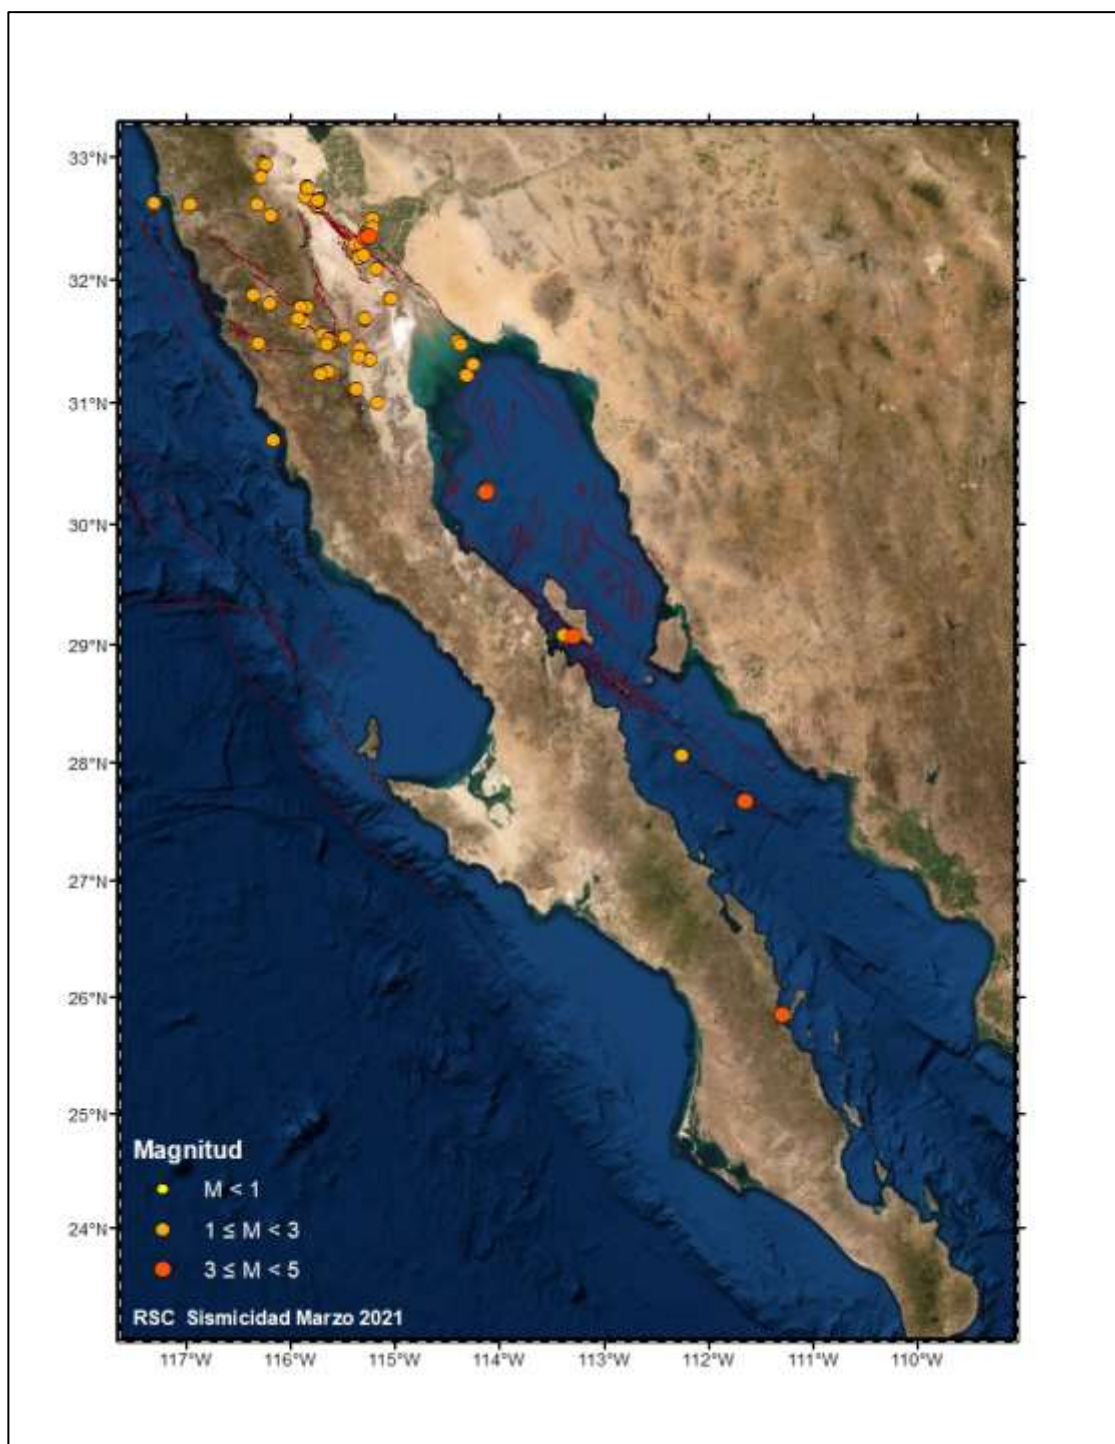 33°N
32°N
31°N
30°N
29°N
28°N
27°N
26°N
25°N
24°N
Magnitud
M < 1
1 ≤ M < 3
3 ≤ M < 5
RSC Sismicidad Marzo 2021
117°W 116°W 115°W 114°W 113°W 112°W 111°W 110°W